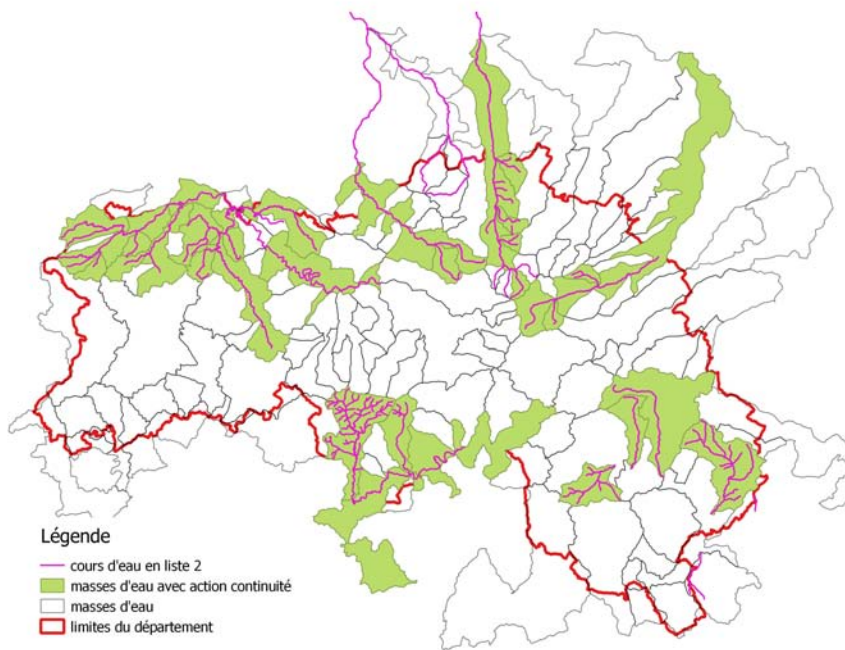 Légende
cours d'eau en liste 2
masses d'eau avec action continuité
masses d'eau
limites du département